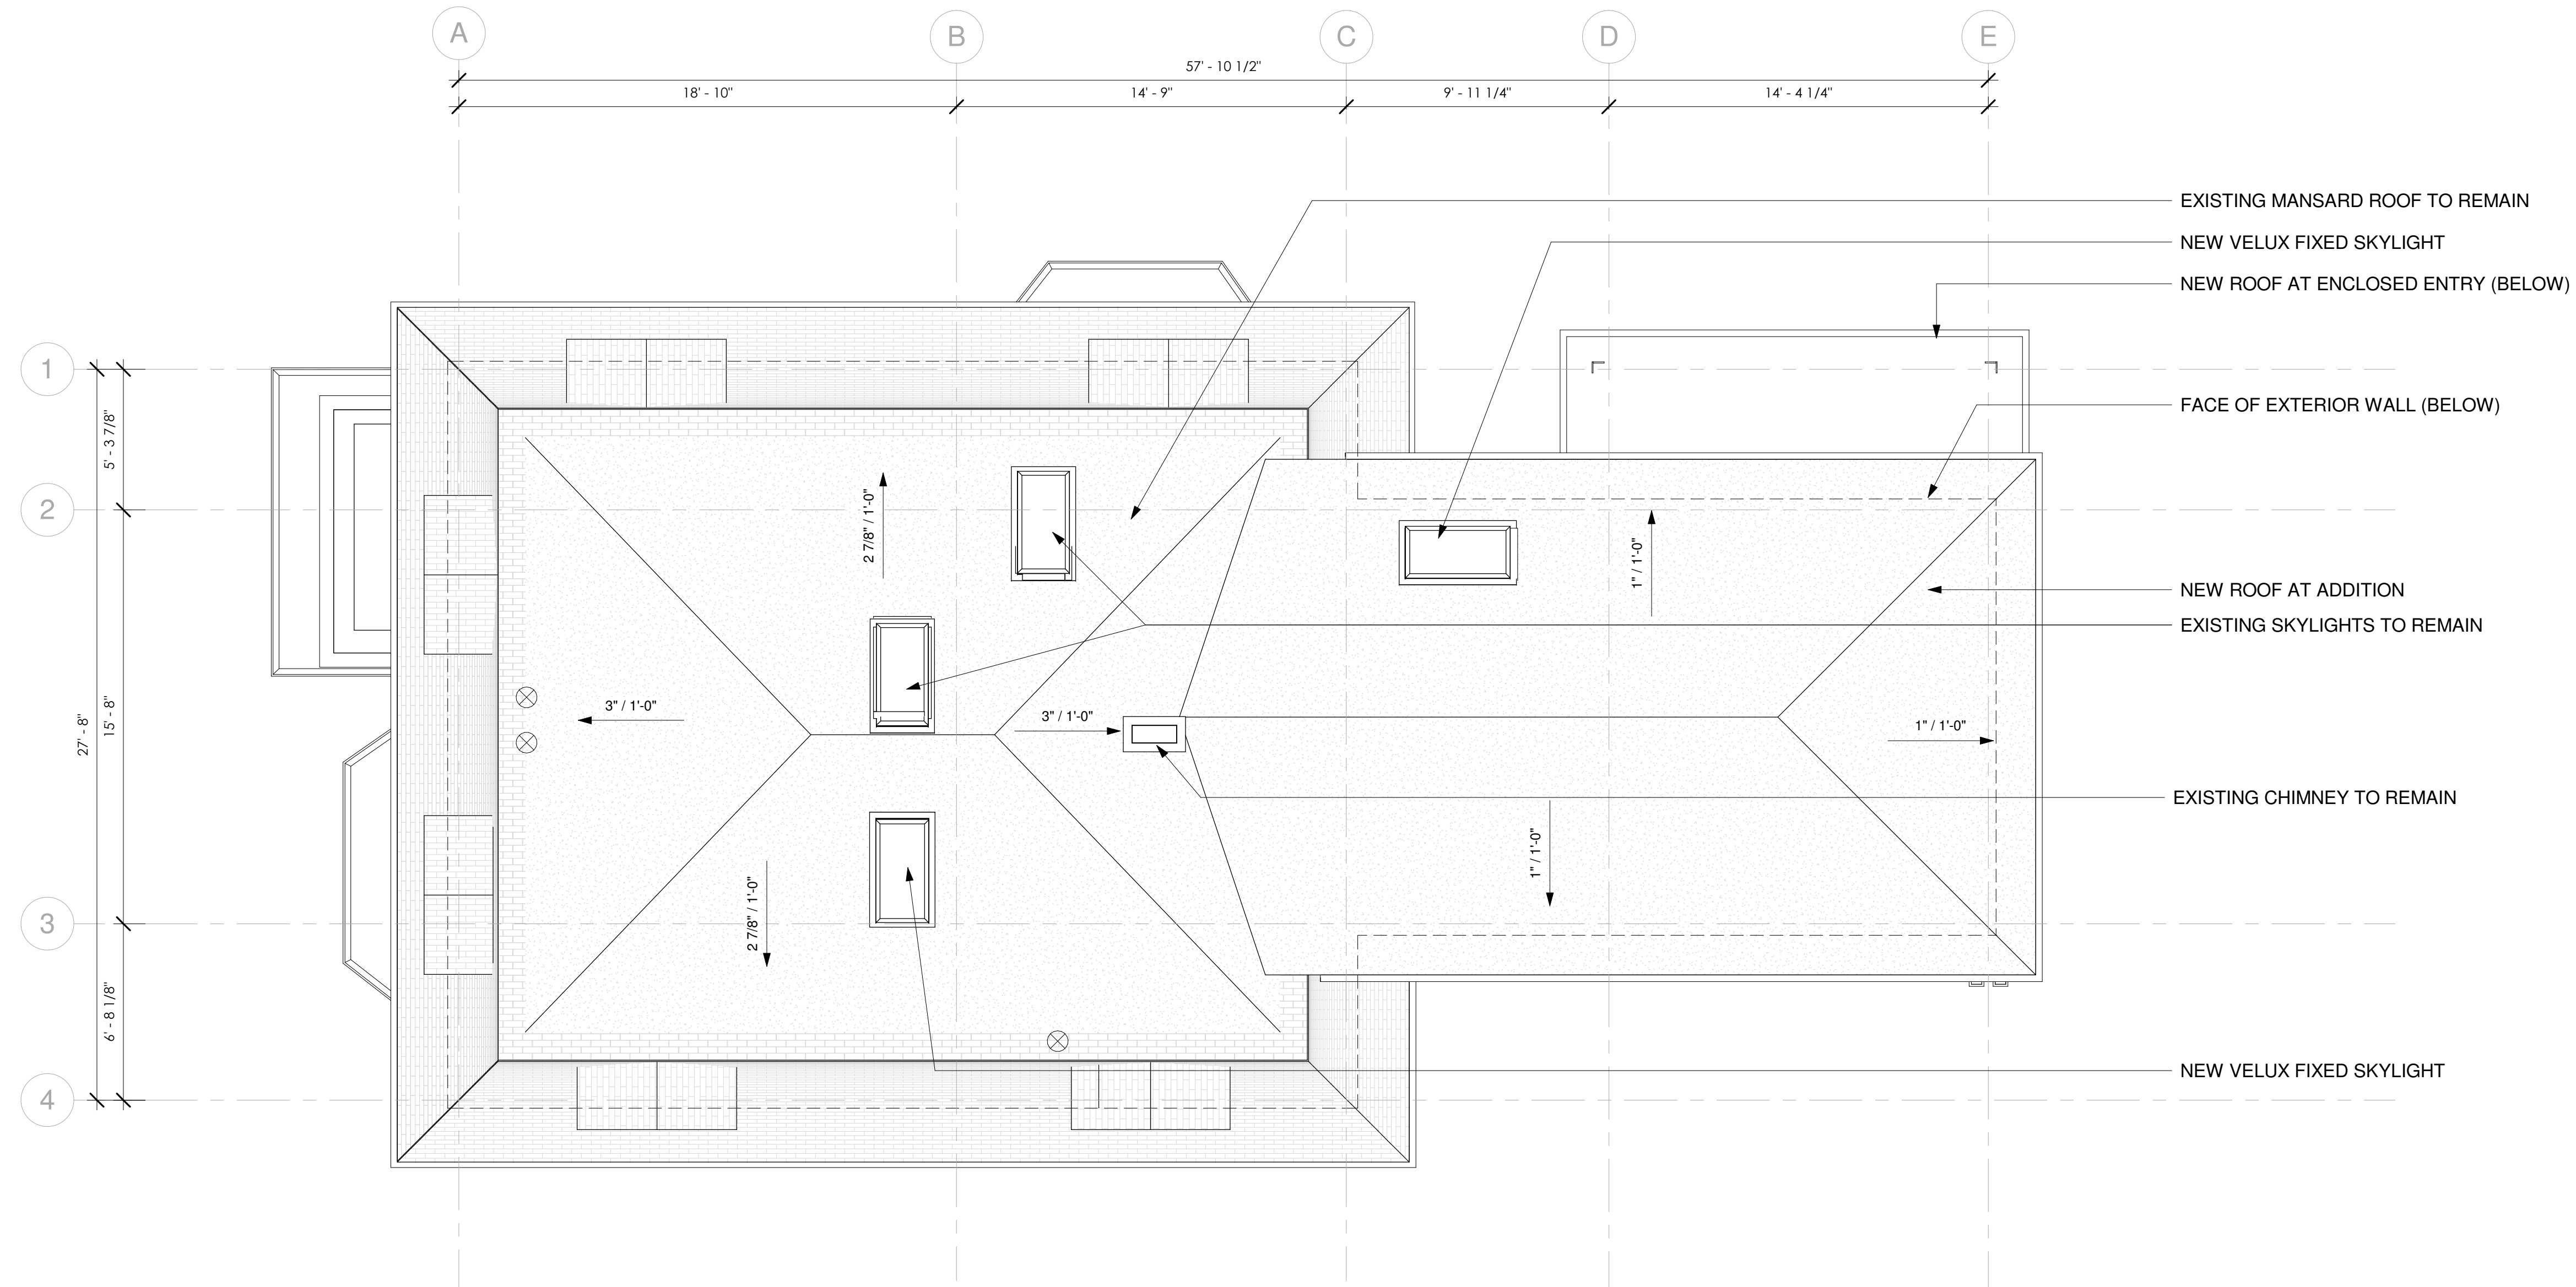 A
B
C
D
E
57' - 10 1/2"
18' - 10"
14' - 9"
9' - 11 1/4"
14' - 4 1/4"
EXISTING MANSARD ROOF TO REMAIN
NEW VELUX FIXED SKYLIGHT
NEW ROOF AT ENCLOSED ENTRY (BELOW)
1
5' - 3 7/8"
FACE OF EXTERIOR WALL (BELOW)
2
2 7/8" / 1'-0"
1" / 1'-0"
NEW ROOF AT ADDITION
EXISTING SKYLIGHTS TO REMAIN
27' - 8"
15' - 8"
3" / 1'-0"
3" / 1'-0"
1" / 1'-0"
EXISTING CHIMNEY TO REMAIN
1" / 1'-0"
2 7/8" / 1'-0"
3
6' - 8 1/8"
NEW VELUX FIXED SKYLIGHT
4